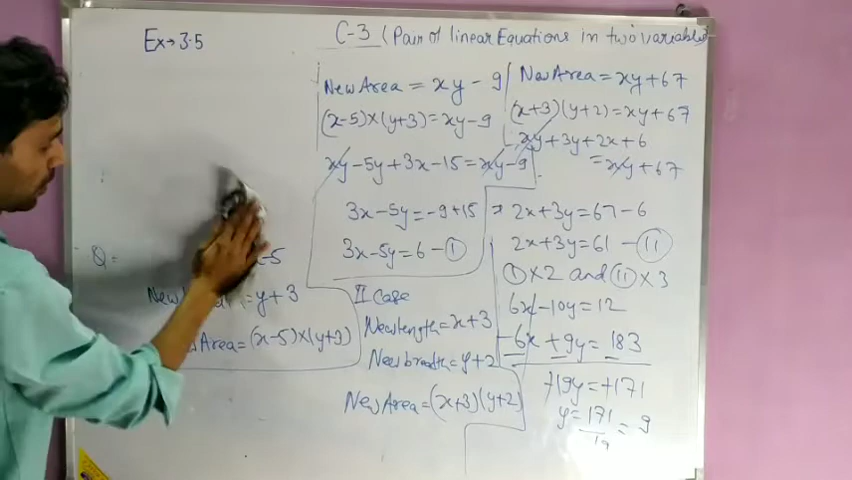 Ex→3.5
C-3 (Pair of linear Equations in two variables)
Q=
x-5
=y+3
Area=(x-5)×(y+3)
New Area = xy - 9
(x-5)×(y+3)=xy-9
xy-5y+3x-15=xy-9
3x-5y=-9+15
3x-5y=6-①
II Case
New length=x+3
New breadth=y+2
New Area=(x+3)(y+2)
New Area=xy+67
(x+3)(y+2)=xy+67
xy+3y+2x+6
=xy+67
⇒ 2x+3y=67-6
2x+3y=61-⑪
①×2 and ⑪×3
6x-10y=12
-6x+9y=183
+19y=+171
y=171/19=9